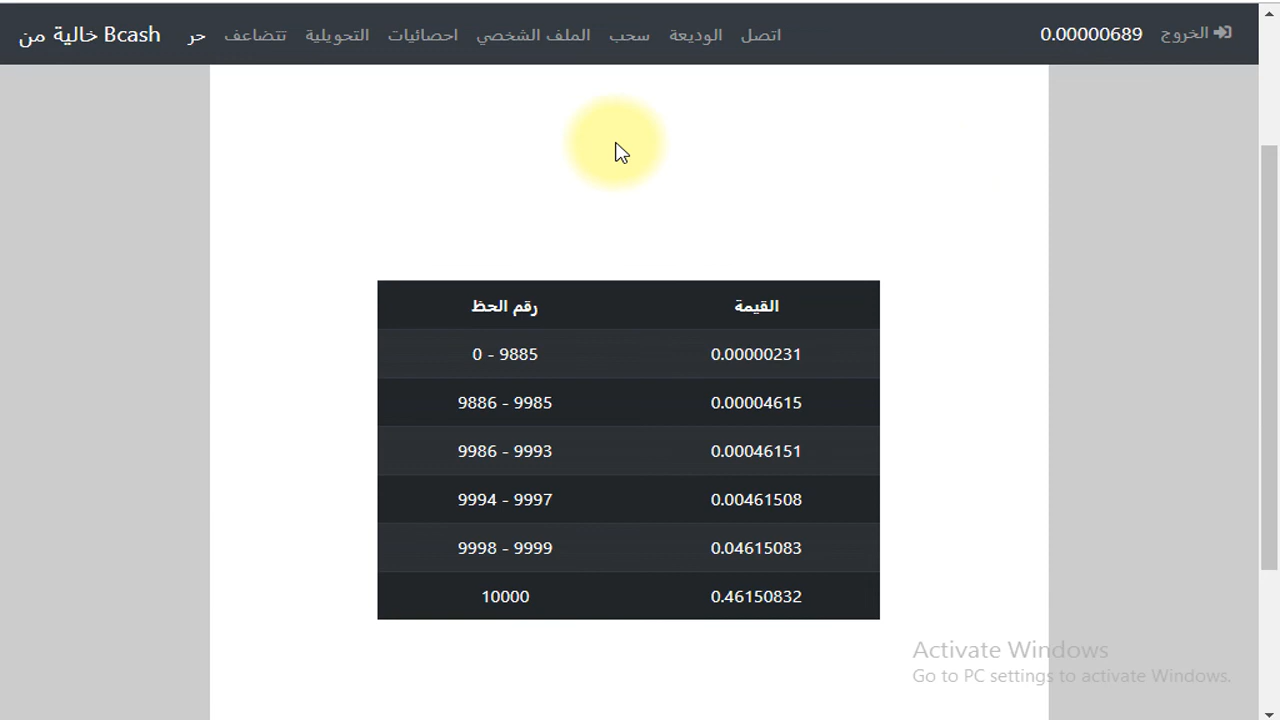 خالية من Bcash حر تتضاعف التحويلية احصائيات الملف الشخصي سحب الوديعة اتصل 0.00000689 الخروج
رقم الحظ القيمة
0 - 9885 0.00000231
9886 - 9985 0.00004615
9986 - 9993 0.00046151
9994 - 9997 0.00461508
9998 - 9999 0.04615083
10000 0.46150832
Activate Windows
Go to PC settings to activate Windows.